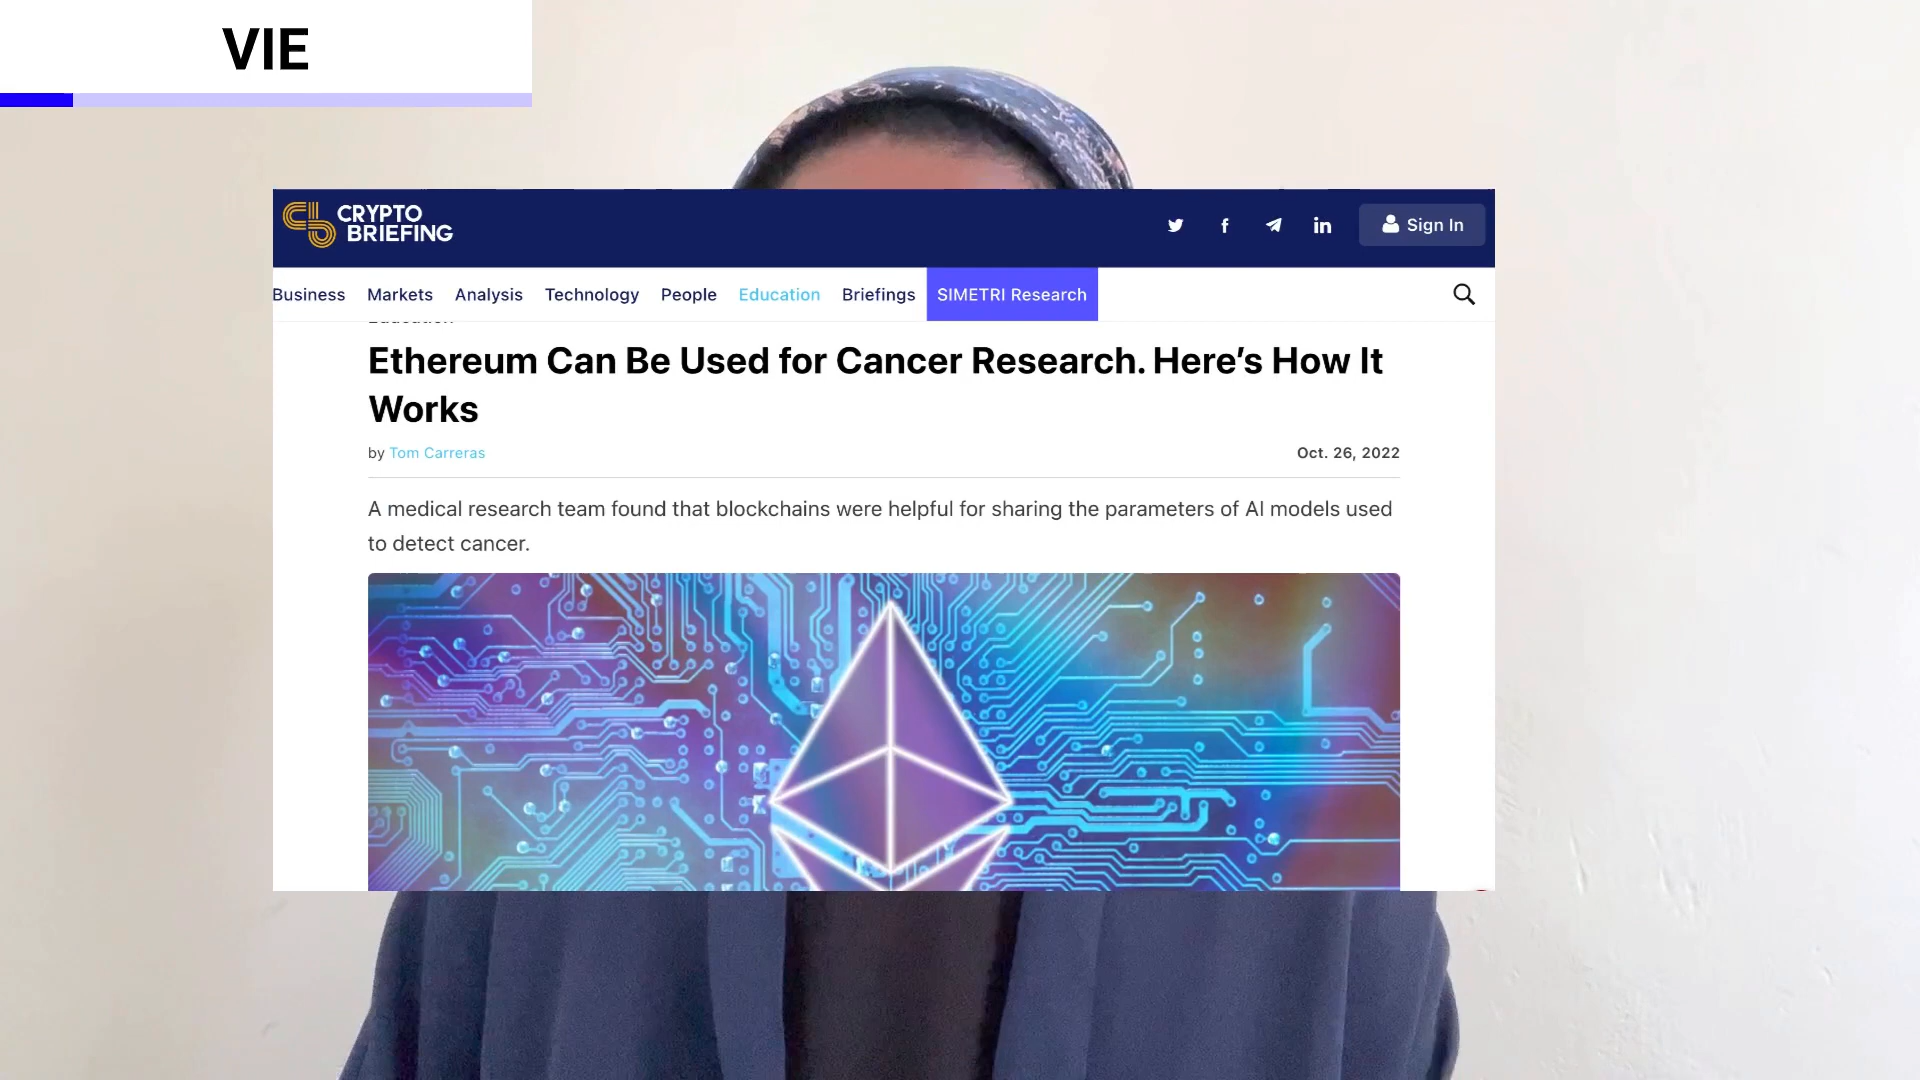 VIE
CRYPTO
BRIEFING
Sign In
Business Markets Analysis Technology People Education Briefings SIMETRI Research
Education
Ethereum Can Be Used for Cancer Research. Here's How It
Works
by Tom Carreras Oct. 26, 2022
A medical research team found that blockchains were helpful for sharing the parameters of AI models used
to detect cancer.